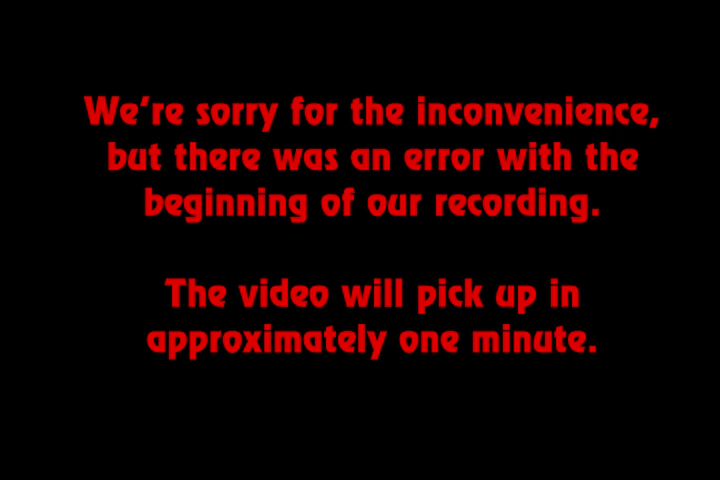 We're sorry for the inconvenience,
but there was an error with the
beginning of our recording.
The video will pick up in
approximately one minute.